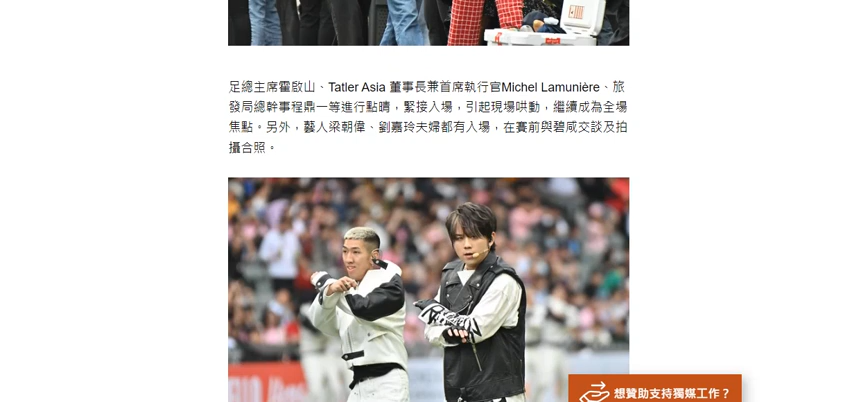 足總主席霍啟山、Tatler Asia 董事長兼首席執行官Michel Lamunière、旅
發局總幹事程鼎一等進行點睛，緊接入場，引起現場哄動，繼續成為全場
焦點。另外，藝人梁朝偉、劉嘉玲夫婦都有入場，在賽前與碧咸交談及拍
攝合照。
想贊助支持獨媒工作？